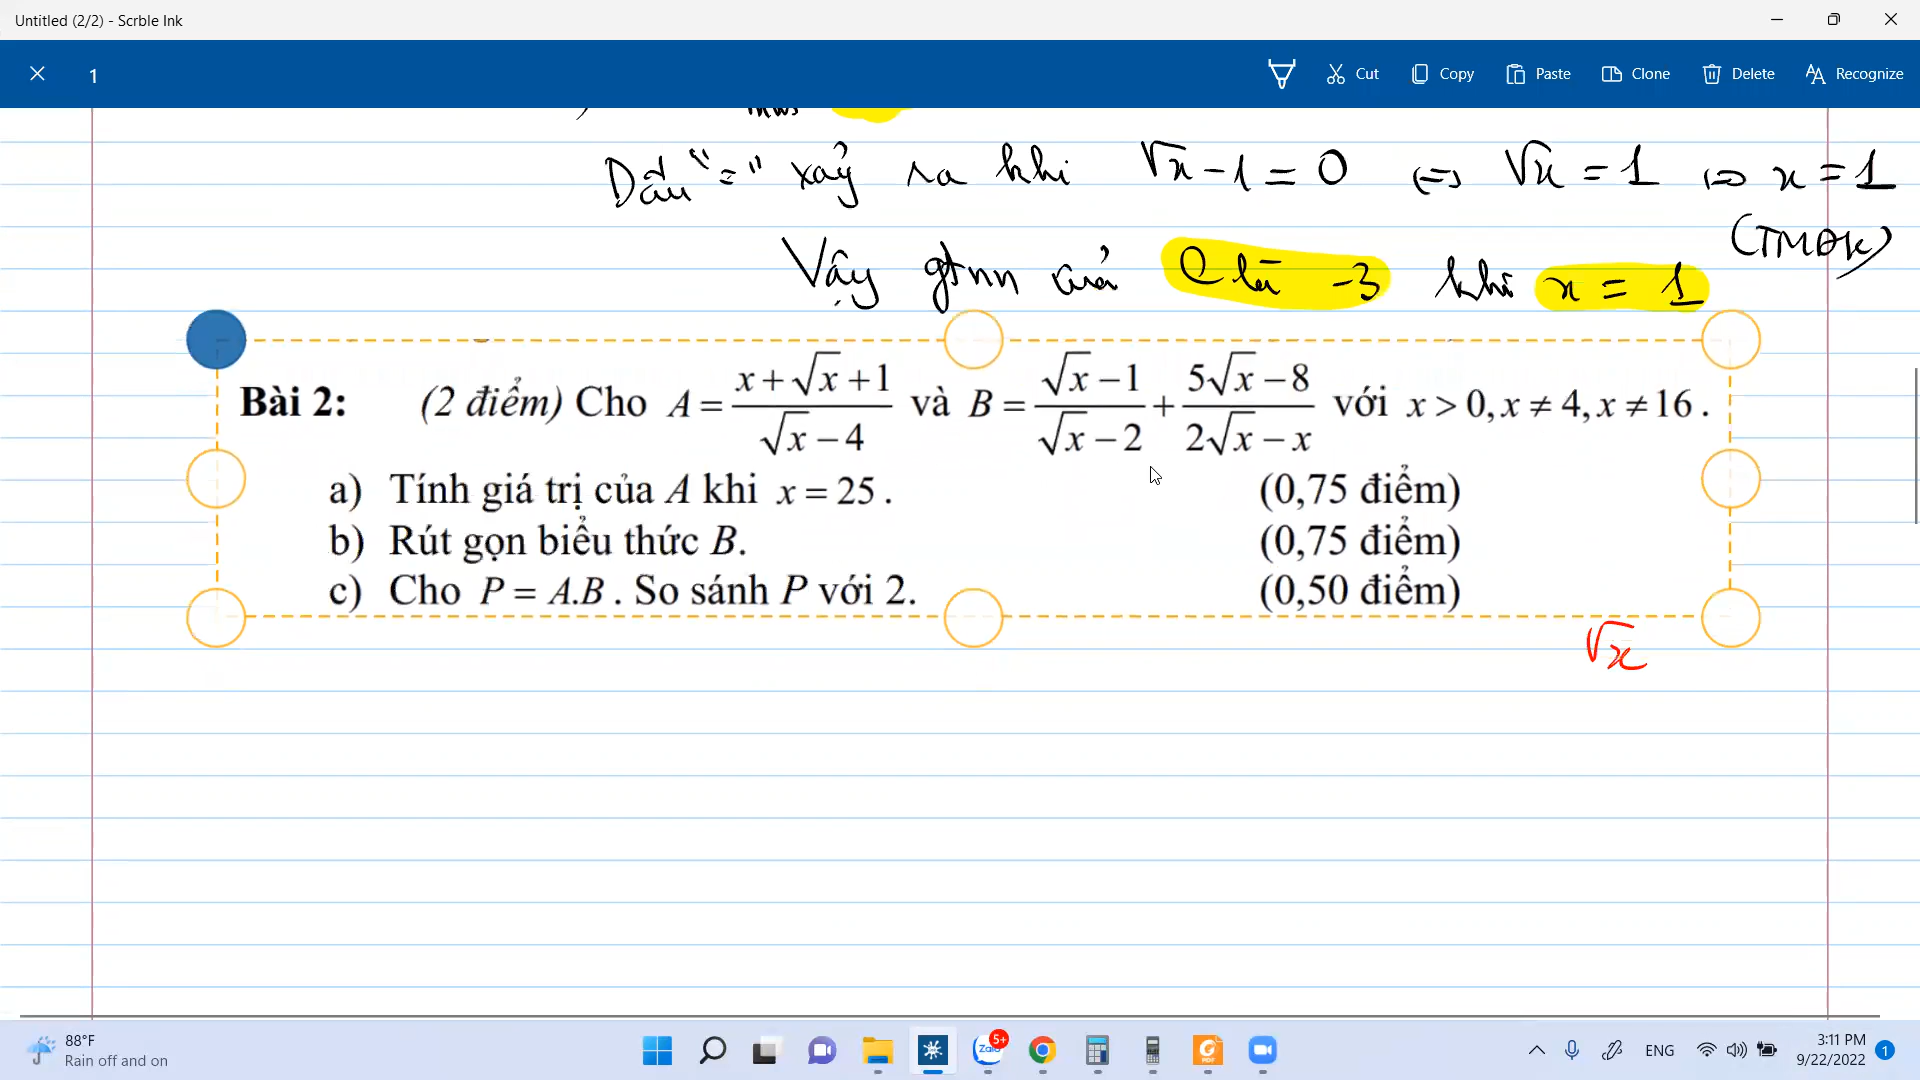 Untitled (2/2) - Scrble Ink
1 Cut Copy Paste Clone Delete Recognize
Dấu "=" xảy ra khi √x - 1 = 0 ⇔ √x = 1 ⇔ x = 1
(TMĐK)
Vậy gtnn của C là -3 khi x = 1
Bài 2: (2 điểm) Cho A = (x + √x + 1)/(√x − 4) và B = (√x − 1)/(√x − 2) + (5√x − 8)/(2√x − x) với x > 0, x ≠ 4, x ≠ 16.
a) Tính giá trị của A khi x = 25. (0,75 điểm)
b) Rút gọn biểu thức B. (0,75 điểm)
c) Cho P = A.B. So sánh P với 2. (0,50 điểm)
√x
88°F
Rain off and on
5+
Zalo
PDF
ENG
3:11 PM
9/22/2022
1